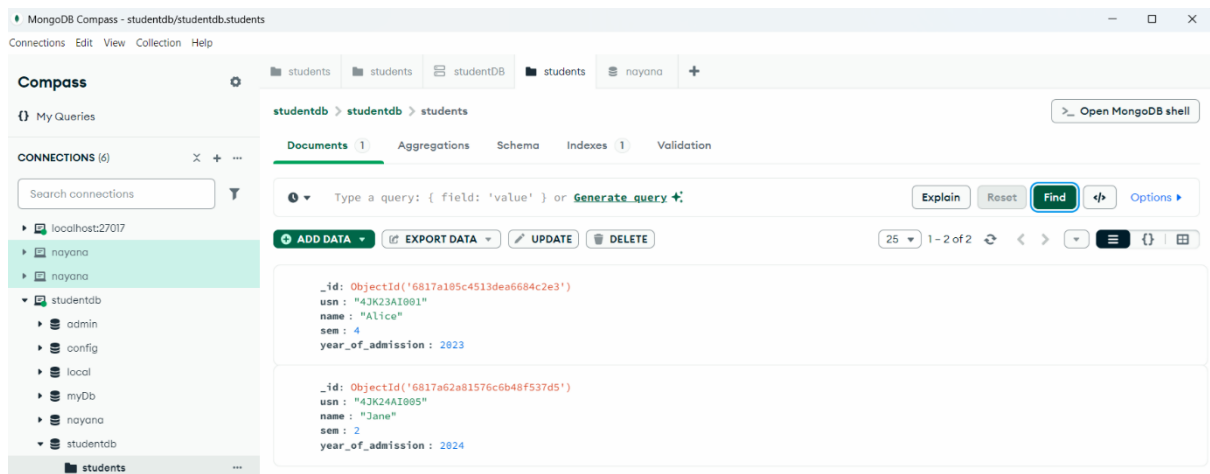 MongoDB Compass - studentdb/studentdb.students
Connections Edit View Collection Help
Compass
{} My Queries
CONNECTIONS (6)
Search connections
localhost:27017
nayana
nayana
studentdb
admin
config
local
myDb
nayana
studentdb
students
students students studentDB students nayana
studentdb > studentdb > students
>_ Open MongoDB shell
Documents 1 Aggregations Schema Indexes 1 Validation
Type a query: { field: 'value' } or Generate query
Explain Reset Find </> Options
ADD DATA EXPORT DATA UPDATE DELETE
25 1 – 2 of 2 {}
_id: ObjectId('6817a105c4513dea6684c2e3')
usn : "4JK23AI001"
name : "Alice"
sem : 4
year_of_admission : 2023
_id: ObjectId('6817a62a81576c6b48f537d5')
usn : "4JK24AI005"
name : "Jane"
sem : 2
year_of_admission : 2024